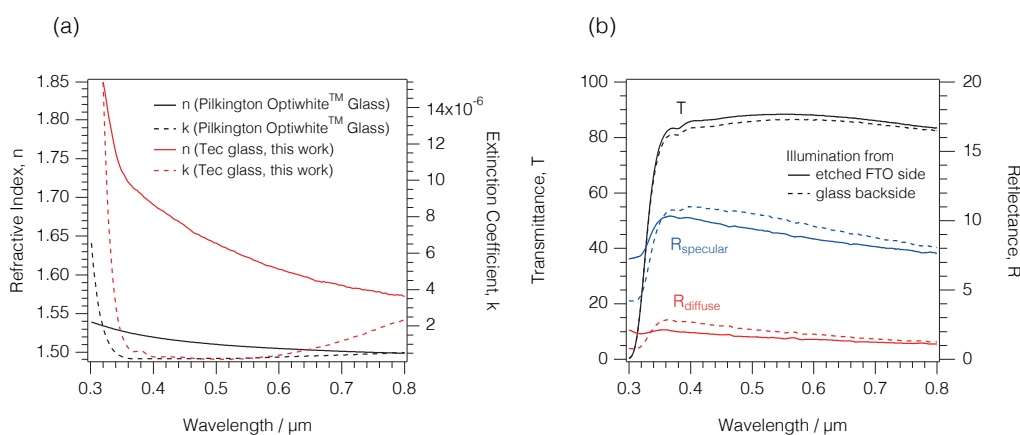 (a)
1.85
1.80
1.75
1.70
1.65
1.60
1.55
1.50
Refractive Index, n
n (Pilkington Optiwhite™ Glass)
k (Pilkington Optiwhite™ Glass)
n (Tec glass, this work)
k (Tec glass, this work)
14x10⁻⁶
12
10
8
6
4
2
Extinction Coefficient, k
0.3 0.4 0.5 0.6 0.7 0.8
Wavelength / µm
(b)
100
80
60
40
20
0
Transmittance, T
T
Illumination from
etched FTO side
glass backside
Rspecular
Rdiffuse
20
15
10
5
0
Reflectance, R
0.3 0.4 0.5 0.6 0.7 0.8
Wavelength / µm